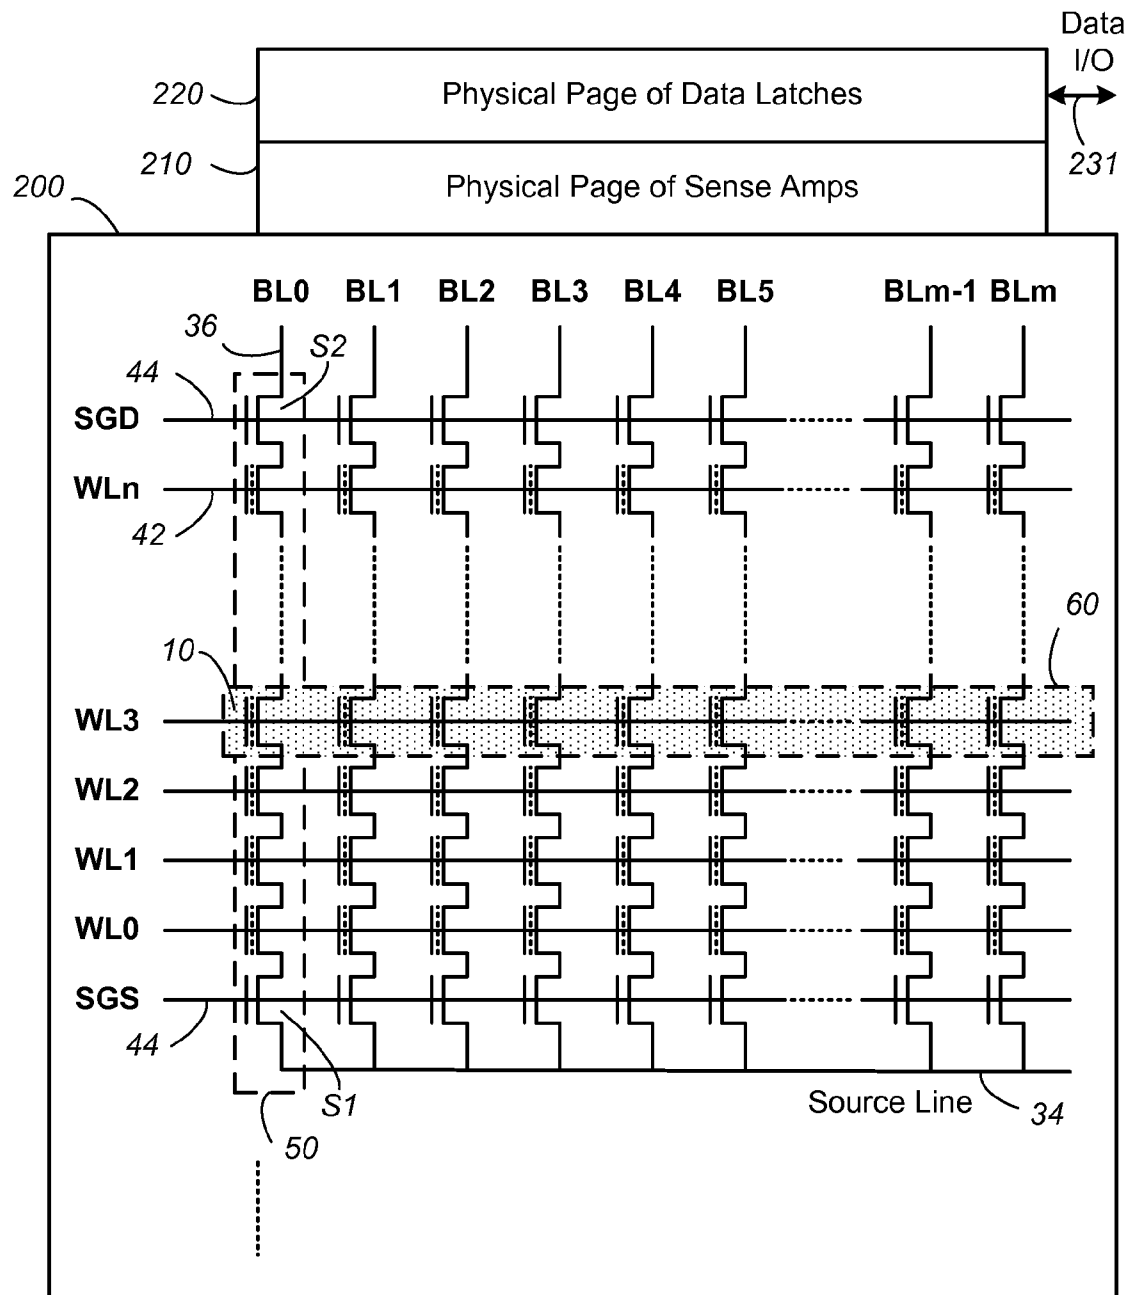 Data
I/O
220
Physical Page of Data Latches
231
210
Physical Page of Sense Amps
200
BL0 BL1 BL2 BL3 BL4 BL5 BLm-1 BLm
36
S2
44
SGD
WLn
42
60
10
WL3
WL2
WL1
WL0
SGS
44
S1
Source Line
34
50